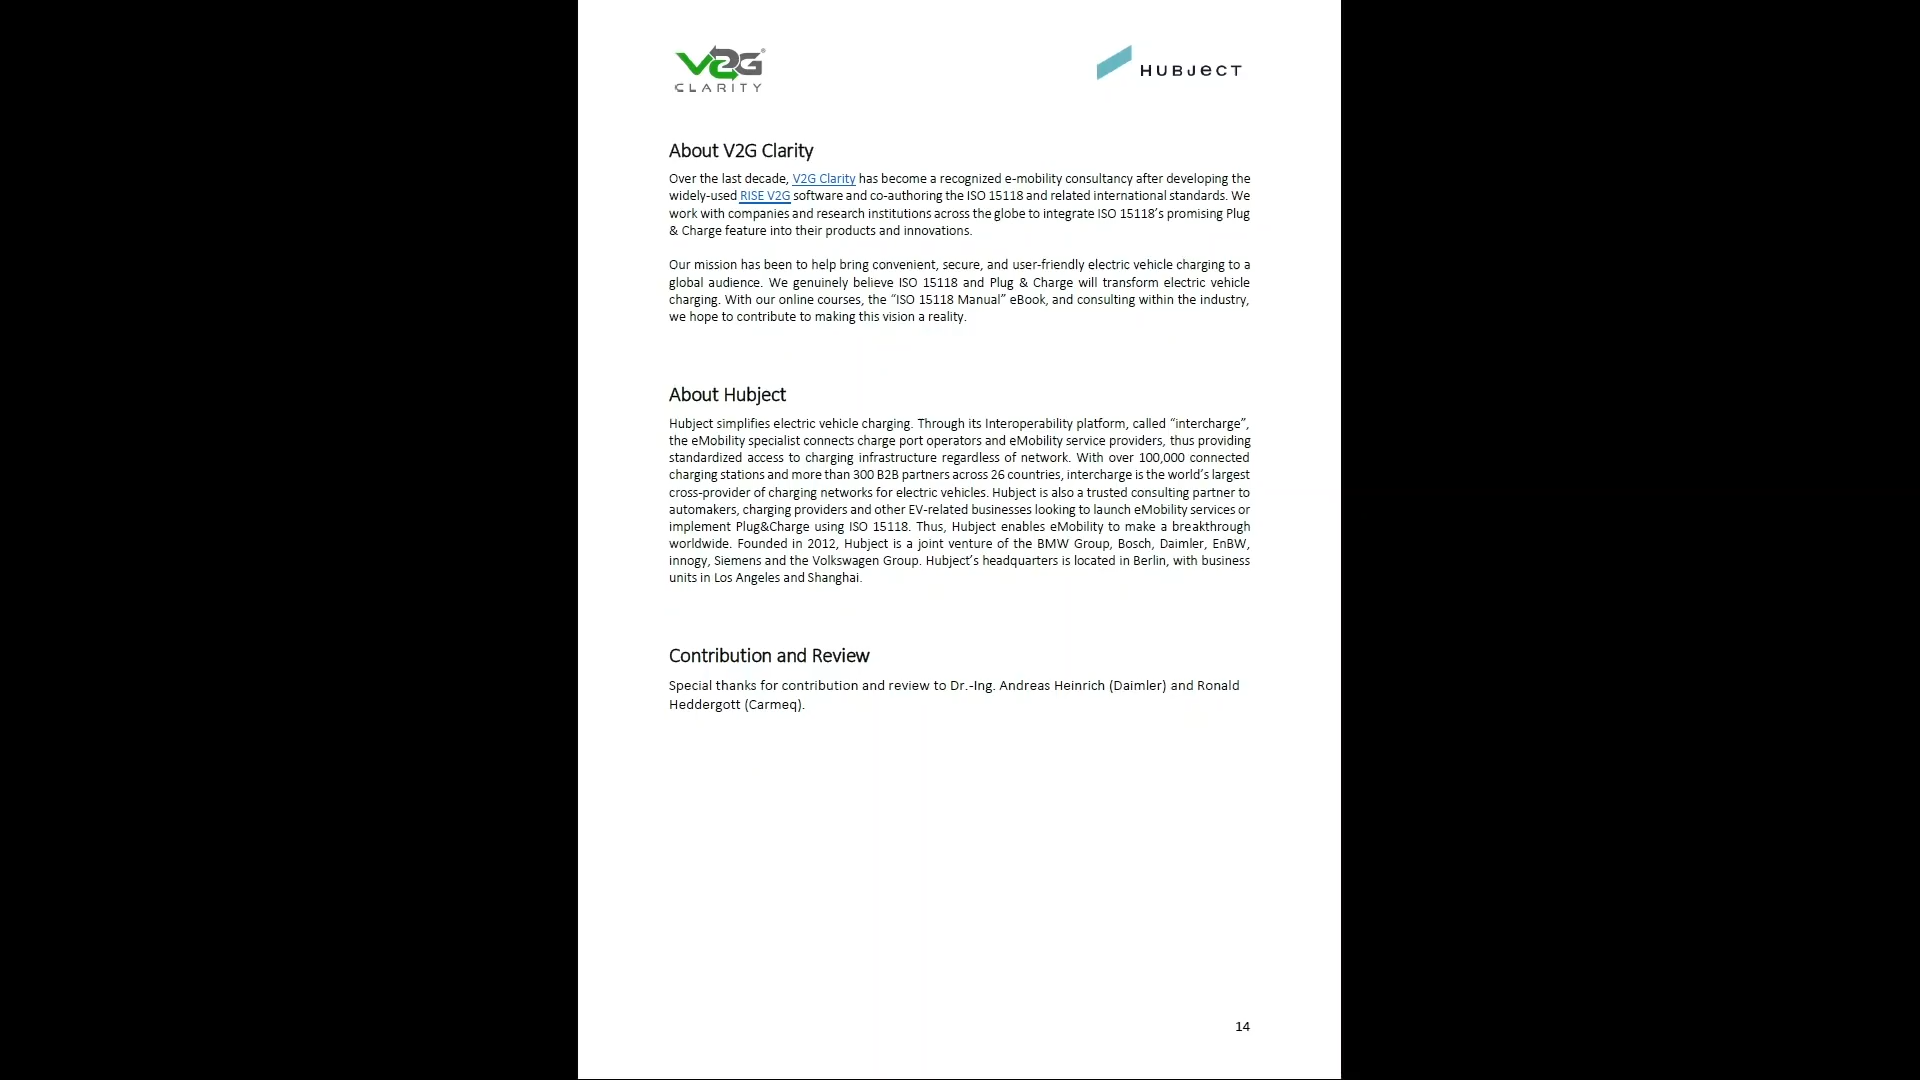 V2G
CLARITY
HUBJECT
About V2G Clarity
Over the last decade, V2G Clarity has become a recognized e-mobility consultancy after developing the
widely-used RISE V2G software and co-authoring the ISO 15118 and related international standards. We
work with companies and research institutions across the globe to integrate ISO 15118’s promising Plug
& Charge feature into their products and innovations.
Our mission has been to help bring convenient, secure, and user-friendly electric vehicle charging to a
global audience. We genuinely believe ISO 15118 and Plug & Charge will transform electric vehicle
charging. With our online courses, the “ISO 15118 Manual” eBook, and consulting within the industry,
we hope to contribute to making this vision a reality.
About Hubject
Hubject simplifies electric vehicle charging. Through its Interoperability platform, called “intercharge”,
the eMobility specialist connects charge port operators and eMobility service providers, thus providing
standardized access to charging infrastructure regardless of network. With over 100,000 connected
charging stations and more than 300 B2B partners across 26 countries, intercharge is the world’s largest
cross-provider of charging networks for electric vehicles. Hubject is also a trusted consulting partner to
automakers, charging providers and other EV-related businesses looking to launch eMobility services or
implement Plug&Charge using ISO 15118. Thus, Hubject enables eMobility to make a breakthrough
worldwide. Founded in 2012, Hubject is a joint venture of the BMW Group, Bosch, Daimler, EnBW,
innogy, Siemens and the Volkswagen Group. Hubject’s headquarters is located in Berlin, with business
units in Los Angeles and Shanghai.
Contribution and Review
Special thanks for contribution and review to Dr.-Ing. Andreas Heinrich (Daimler) and Ronald
Heddergott (Carmeq).
14